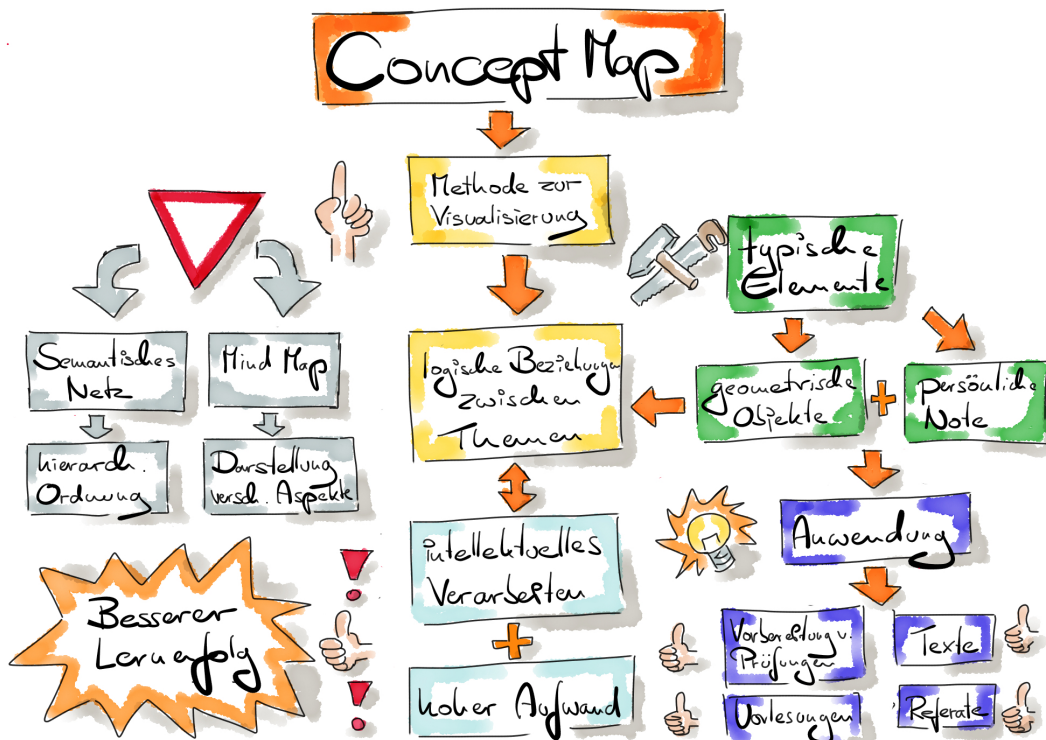 Concept Map
Methode zur
Visualisierung
typische
Elemente
Semantisches
Netz
Mind Map
logische Beziehungen
zwischen
Themen
geometrische
Objekte
+
persönliche
Note
hierarch.
Ordnung
Darstellung
versch. Aspekte
intellektuelles
Verarbeiten
+
hoher Aufwand
Anwendung
Vorbereitung v.
Prüfungen
Texte
Vorlesungen
Referate
Besserer
Lernerfolg